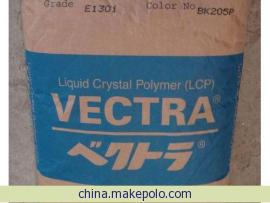 Grade E1301 Color No BK205P
Liquid Crystal Polymer (LCP)
VECTRA®
ベクトラ®
china.makepolo.com